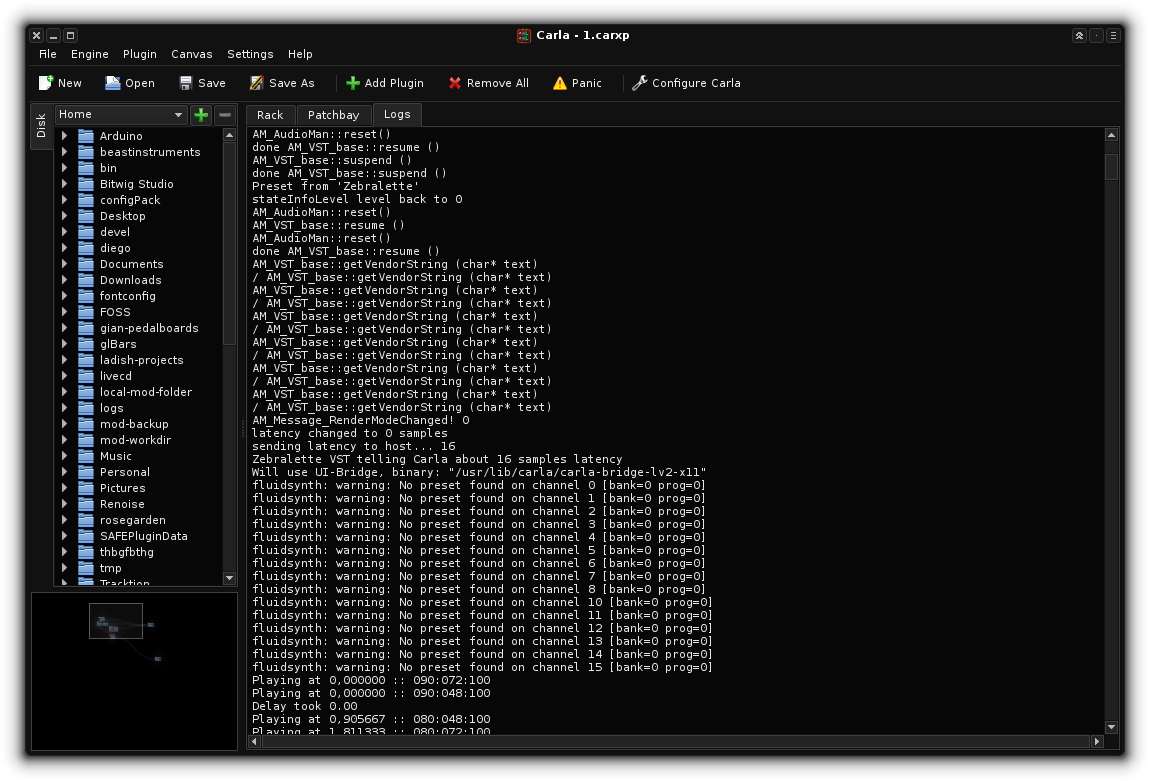 Carla - 1.carxp
File Engine Plugin Canvas Settings Help
New Open Save Save As Add Plugin Remove All Panic Configure Carla
Disk
Home
Arduino
beastinstruments
bin
Bitwig Studio
configPack
Desktop
devel
diego
Documents
Downloads
fontconfig
FOSS
gian-pedalboards
glBars
ladish-projects
livecd
local-mod-folder
logs
mod-backup
mod-workdir
Music
Personal
Pictures
Renoise
rosegarden
SAFEPluginData
thbgfbthg
tmp
Tracktion
Rack Patchbay Logs
AM_AudioMan::reset()
done AM_VST_base::resume ()
AM_VST_base::suspend ()
done AM_VST_base::suspend ()
Preset from 'Zebralette'
stateInfoLevel level back to 0
AM_AudioMan::reset()
AM_VST_base::resume ()
AM_AudioMan::reset()
done AM_VST_base::resume ()
AM_VST_base::getVendorString (char* text)
/ AM_VST_base::getVendorString (char* text)
AM_VST_base::getVendorString (char* text)
/ AM_VST_base::getVendorString (char* text)
AM_VST_base::getVendorString (char* text)
/ AM_VST_base::getVendorString (char* text)
AM_VST_base::getVendorString (char* text)
/ AM_VST_base::getVendorString (char* text)
AM_VST_base::getVendorString (char* text)
/ AM_VST_base::getVendorString (char* text)
AM_VST_base::getVendorString (char* text)
/ AM_VST_base::getVendorString (char* text)
AM_Message_RenderModeChanged! 0
latency changed to 0 samples
sending latency to host... 16
Zebralette VST telling Carla about 16 samples latency
Will use UI-Bridge, binary: "/usr/lib/carla/carla-bridge-lv2-x11"
fluidsynth: warning: No preset found on channel 0 [bank=0 prog=0]
fluidsynth: warning: No preset found on channel 1 [bank=0 prog=0]
fluidsynth: warning: No preset found on channel 2 [bank=0 prog=0]
fluidsynth: warning: No preset found on channel 3 [bank=0 prog=0]
fluidsynth: warning: No preset found on channel 4 [bank=0 prog=0]
fluidsynth: warning: No preset found on channel 5 [bank=0 prog=0]
fluidsynth: warning: No preset found on channel 6 [bank=0 prog=0]
fluidsynth: warning: No preset found on channel 7 [bank=0 prog=0]
fluidsynth: warning: No preset found on channel 8 [bank=0 prog=0]
fluidsynth: warning: No preset found on channel 10 [bank=0 prog=0]
fluidsynth: warning: No preset found on channel 11 [bank=0 prog=0]
fluidsynth: warning: No preset found on channel 12 [bank=0 prog=0]
fluidsynth: warning: No preset found on channel 13 [bank=0 prog=0]
fluidsynth: warning: No preset found on channel 14 [bank=0 prog=0]
fluidsynth: warning: No preset found on channel 15 [bank=0 prog=0]
Playing at 0,000000 :: 090:072:100
Playing at 0,000000 :: 090:048:100
Delay took 0.00
Playing at 0,905667 :: 080:048:100
Playing at 1,811333 :: 080:072:100